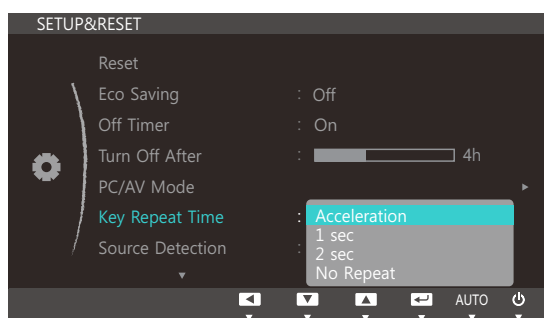 SETUP&RESET
Reset
Eco Saving : Off
Off Timer : On
Turn Off After : 4h
PC/AV Mode
Key Repeat Time : Acceleration
1 sec
2 sec
No Repeat
Source Detection :
AUTO